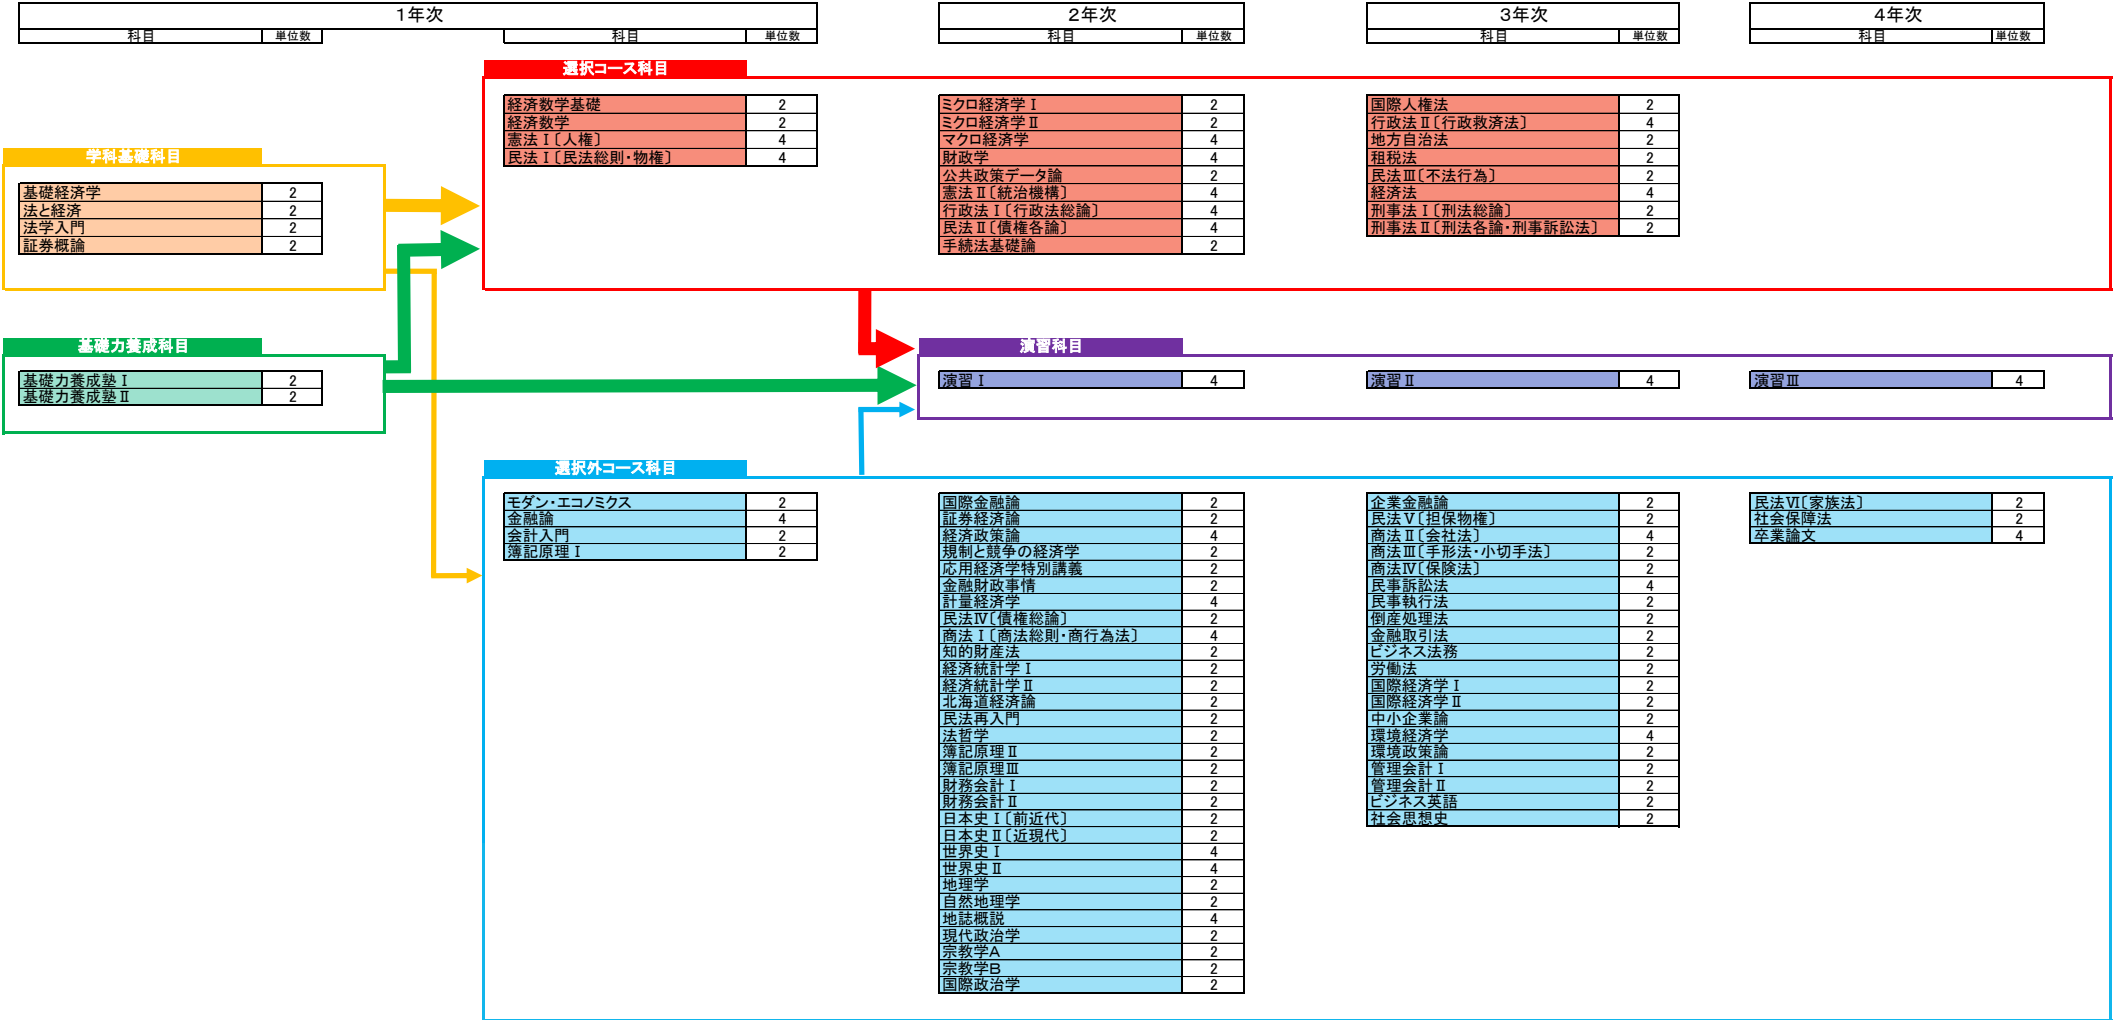 1年次
2年次
3年次
4年次
科目 単位数
科目 単位数
科目 単位数
科目 単位数
科目 単位数
選択コース科目
経済数学基礎 2
経済数学 2
憲法Ⅰ〔人権〕 4
民法Ⅰ〔民法総則・物権〕 4
ミクロ経済学Ⅰ 2
ミクロ経済学Ⅱ 2
マクロ経済学 4
財政学 4
公共政策データ論 2
憲法Ⅱ〔統治機構〕 4
行政法Ⅰ〔行政法総論〕 4
民法Ⅱ〔債権各論〕 4
手続法基礎論 2
国際人権法 2
行政法Ⅱ〔行政救済法〕 4
地方自治法 2
租税法 2
民法Ⅲ〔不法行為〕 2
経済法 4
刑事法Ⅰ〔刑法総論〕 2
刑事法Ⅱ〔刑法各論・刑事訴訟法〕 2
学科基礎科目
基礎経済学 2
法と経済 2
法学入門 2
証券概論 2
基礎力養成科目
基礎力養成塾Ⅰ 2
基礎力養成塾Ⅱ 2
演習科目
演習Ⅰ 4
演習Ⅱ 4
演習Ⅲ 4
選択外コース科目
モダン・エコノミクス 2
金融論 4
会計入門 2
簿記原理Ⅰ 2
国際金融論 2
証券経済論 2
経済政策論 4
規制と競争の経済学 2
応用経済学特別講義 2
金融財政事情 2
計量経済学 4
民法Ⅳ〔債権総論〕 2
商法Ⅰ〔商法総則・商行為法〕 4
知的財産法 2
経済統計学Ⅰ 2
経済統計学Ⅱ 2
北海道経済論 2
民法再入門 2
法哲学 2
簿記原理Ⅱ 2
簿記原理Ⅲ 2
財務会計Ⅰ 2
財務会計Ⅱ 2
日本史Ⅰ〔前近代〕 2
日本史Ⅱ〔近現代〕 2
世界史Ⅰ 4
世界史Ⅱ 4
地理学 2
自然地理学 2
地誌概説 4
現代政治学 2
宗教学A 2
宗教学B 2
国際政治学 2
企業金融論 2
民法Ⅴ〔担保物権〕 2
商法Ⅱ〔会社法〕 4
商法Ⅲ〔手形法・小切手法〕 2
商法Ⅳ〔保険法〕 2
民事訴訟法 4
民事執行法 2
倒産処理法 2
金融取引法 2
ビジネス法務 2
労働法 2
国際経済学Ⅰ 2
国際経済学Ⅱ 2
中小企業論 2
環境経済学 4
環境政策論 2
管理会計Ⅰ 2
管理会計Ⅱ 2
ビジネス英語 2
社会思想史 2
民法Ⅵ〔家族法〕 2
社会保障法 2
卒業論文 4